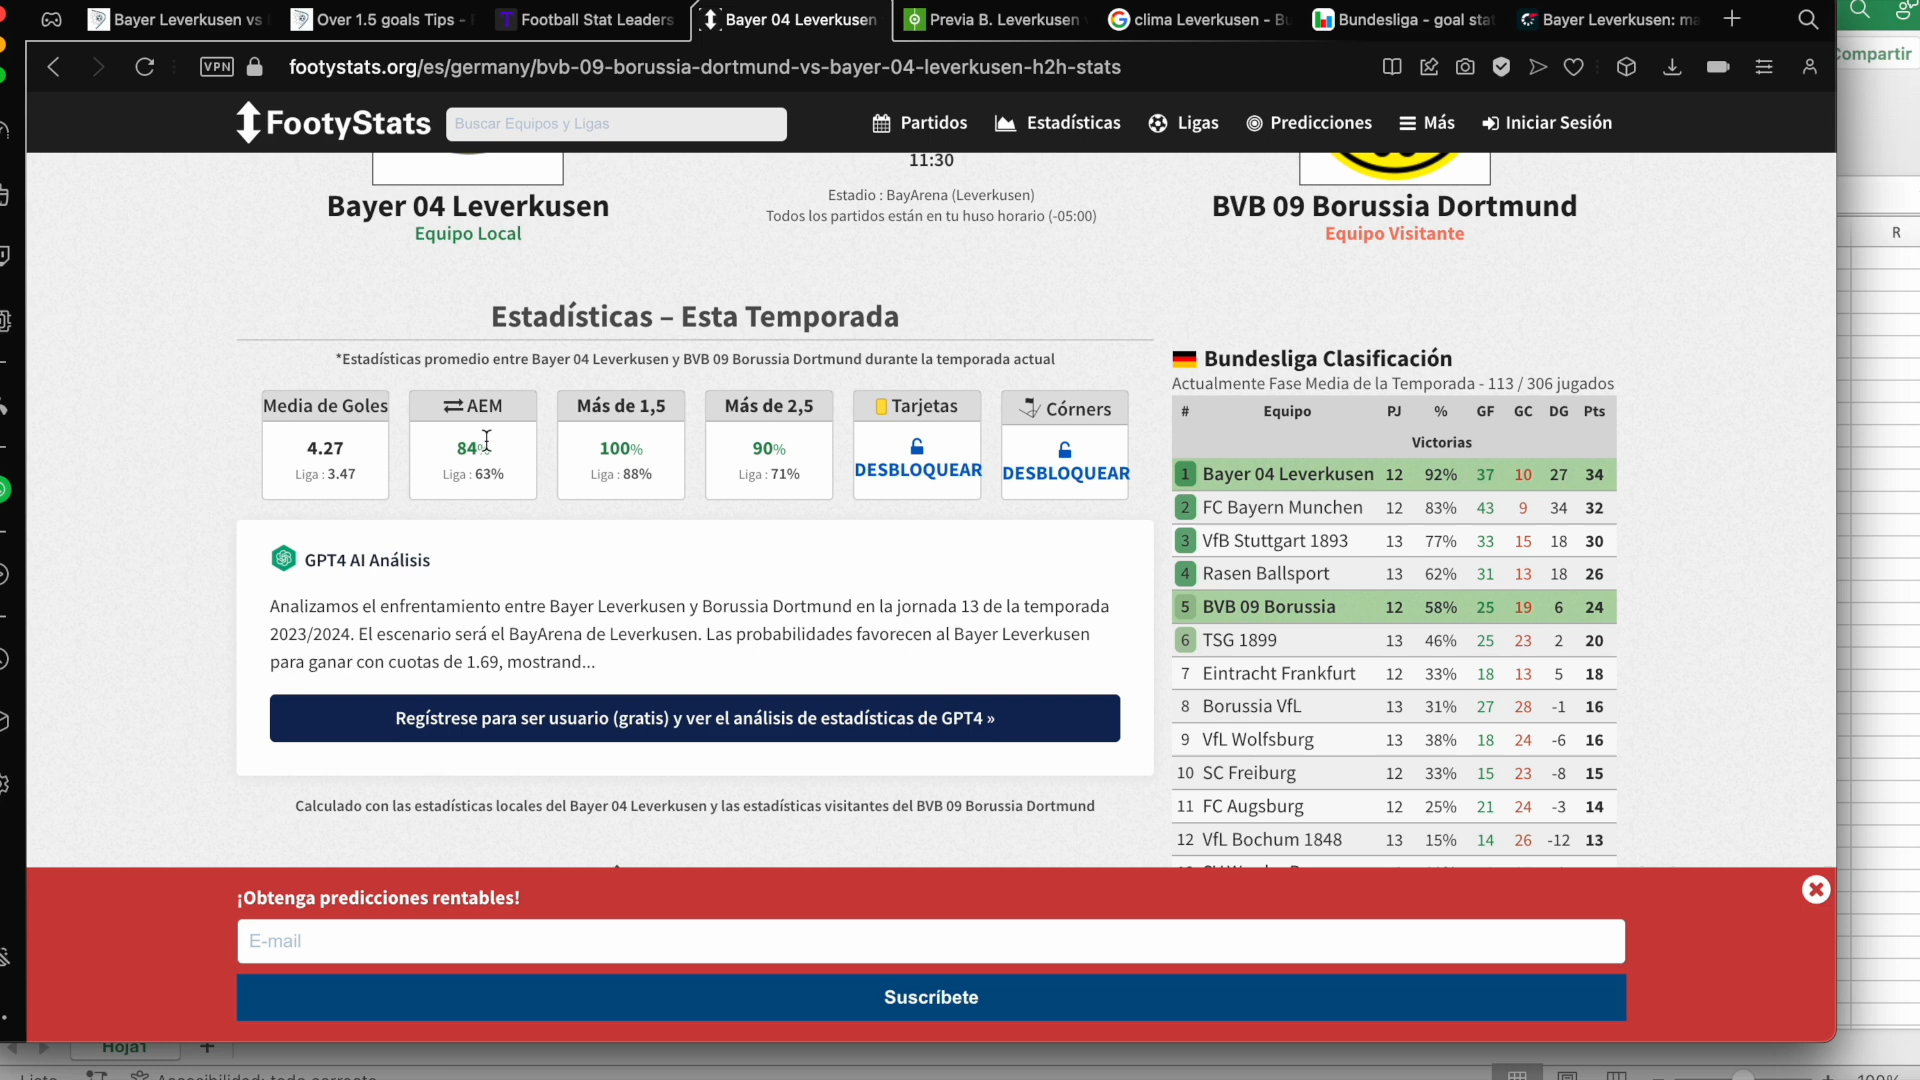 Bayer Leverkusen vs
Over 1.5 goals Tips -
Football Stat Leaders
Bayer 04 Leverkusen
Previa B. Leverkusen
clima Leverkusen - Bu
Bundesliga - goal stat
Bayer Leverkusen: ma
VPN
footystats.org/es/germany/bvb-09-borussia-dortmund-vs-bayer-04-leverkusen-h2h-stats
Compartir
FootyStats
Buscar Equipos y Ligas
Partidos
Estadísticas
Ligas
Predicciones
Más
Iniciar Sesión
11:30
Estadio : BayArena (Leverkusen)
Todos los partidos están en tu huso horario (-05:00)
Bayer 04 Leverkusen
Equipo Local
BVB 09 Borussia Dortmund
Equipo Visitante
R
Estadísticas – Esta Temporada
*Estadísticas promedio entre Bayer 04 Leverkusen y BVB 09 Borussia Dortmund durante la temporada actual
Media de Goles
4.27
Liga : 3.47
AEM
84%
Liga : 63%
Más de 1,5
100%
Liga : 88%
Más de 2,5
90%
Liga : 71%
Tarjetas
DESBLOQUEAR
Córners
DESBLOQUEAR
GPT4 AI Análisis
Analizamos el enfrentamiento entre Bayer Leverkusen y Borussia Dortmund en la jornada 13 de la temporada
2023/2024. El escenario será el BayArena de Leverkusen. Las probabilidades favorecen al Bayer Leverkusen
para ganar con cuotas de 1.69, mostrand...
Regístrese para ser usuario (gratis) y ver el análisis de estadísticas de GPT4 »
Calculado con las estadísticas locales del Bayer 04 Leverkusen y las estadísticas visitantes del BVB 09 Borussia Dortmund
Bundesliga Clasificación
Actualmente Fase Media de la Temporada - 113 / 306 jugados
# Equipo PJ % GF GC DG Pts
Victorias
1 Bayer 04 Leverkusen 12 92% 37 10 27 34
2 FC Bayern Munchen 12 83% 43 9 34 32
3 VfB Stuttgart 1893 13 77% 33 15 18 30
4 Rasen Ballsport 13 62% 31 13 18 26
5 BVB 09 Borussia 12 58% 25 19 6 24
6 TSG 1899 13 46% 25 23 2 20
7 Eintracht Frankfurt 12 33% 18 13 5 18
8 Borussia VfL 13 31% 27 28 -1 16
9 VfL Wolfsburg 13 38% 18 24 -6 16
10 SC Freiburg 12 33% 15 23 -8 15
11 FC Augsburg 12 25% 21 24 -3 14
12 VfL Bochum 1848 13 15% 14 26 -12 13
¡Obtenga predicciones rentables!
E-mail
Suscríbete
Hoja1